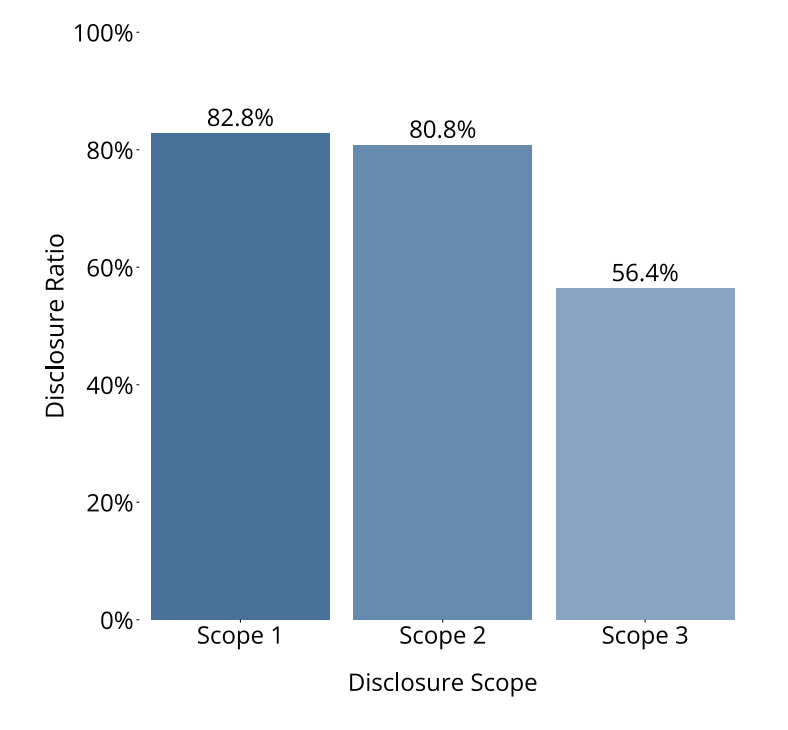 100%
82.8%
80.8%
80%
60%
56.4%
40%
20%
0%
Disclosure Ratio
Scope 1
Scope 2
Scope 3
Disclosure Scope